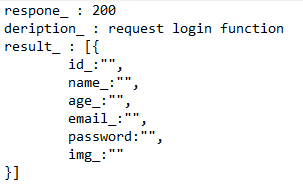 respone_ : 200
deription_ : request login function
result_ : [{
        id_:"",
        name_:"",
        age_:"",
        email_:"",
        password:"",
        img_:""
}]